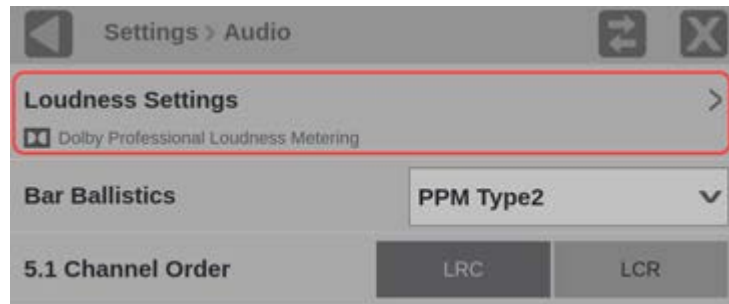 Settings > Audio
Loudness Settings
Dolby Professional Loudness Metering
Bar Ballistics
PPM Type2
5.1 Channel Order
LRC
LCR